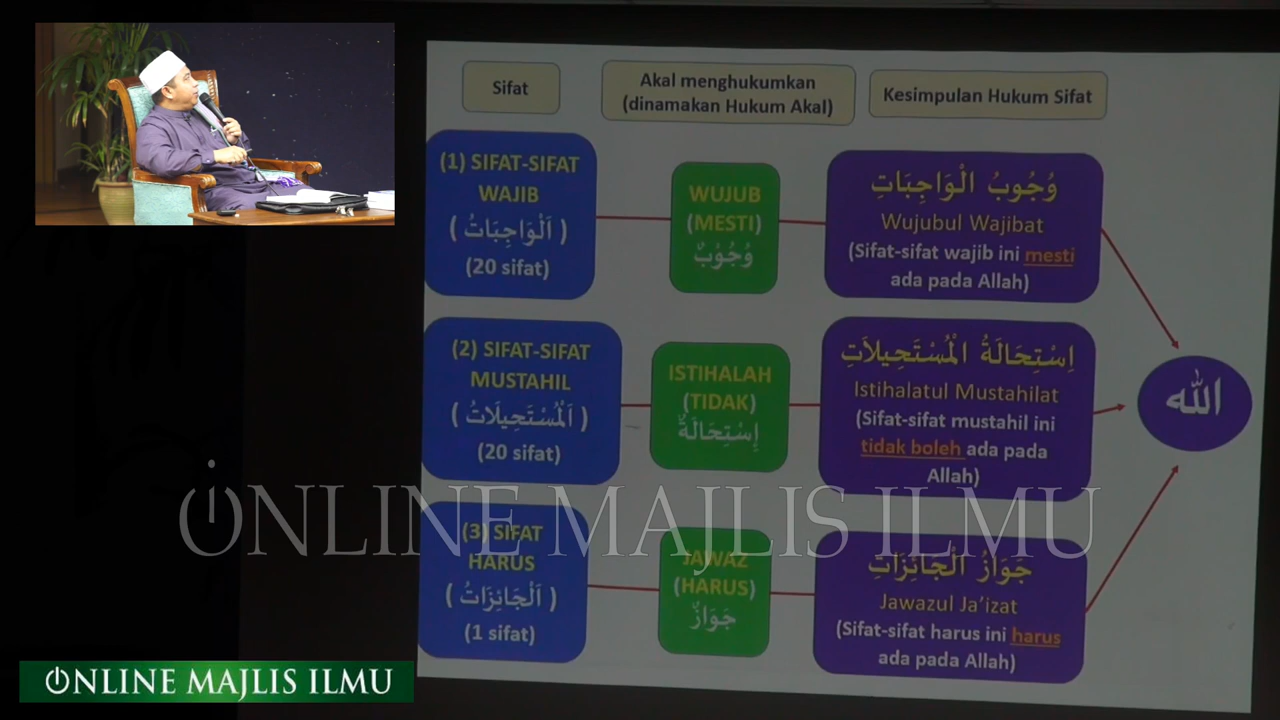 Sifat
Akal menghukumkan
(dinamakan Hukum Akal)
Kesimpulan Hukum Sifat
(1) SIFAT-SIFAT
WAJIB
( اَلْوَاجِبَاتُ )
(20 sifat)
WUJUB
(MESTI)
وُجُوْبٌ
وُجُوبُ الْوَاجِبَاتِ
Wujubul Wajibat
(Sifat-sifat wajib ini mesti
ada pada Allah)
(2) SIFAT-SIFAT
MUSTAHIL
( اَلْمُسْتَحِيلَاتُ )
(20 sifat)
ISTIHALAH
(TIDAK)
إِسْتِحَالَةٌ
اِسْتِحَالَةُ الْمُسْتَحِيلَاتِ
Istihalatul Mustahilat
(Sifat-sifat mustahil ini
tidak boleh ada pada
Allah)
الله
(3) SIFAT
HARUS
( اَلْجَائِزَاتُ )
(1 sifat)
JAWAZ
(HARUS)
جَوَازٌ
جَوَازُ الْجَائِزَاتِ
Jawazul Ja’izat
(Sifat-sifat harus ini harus
ada pada Allah)
ONLINE MAJLIS ILMU
ONLINE MAJLIS ILMU